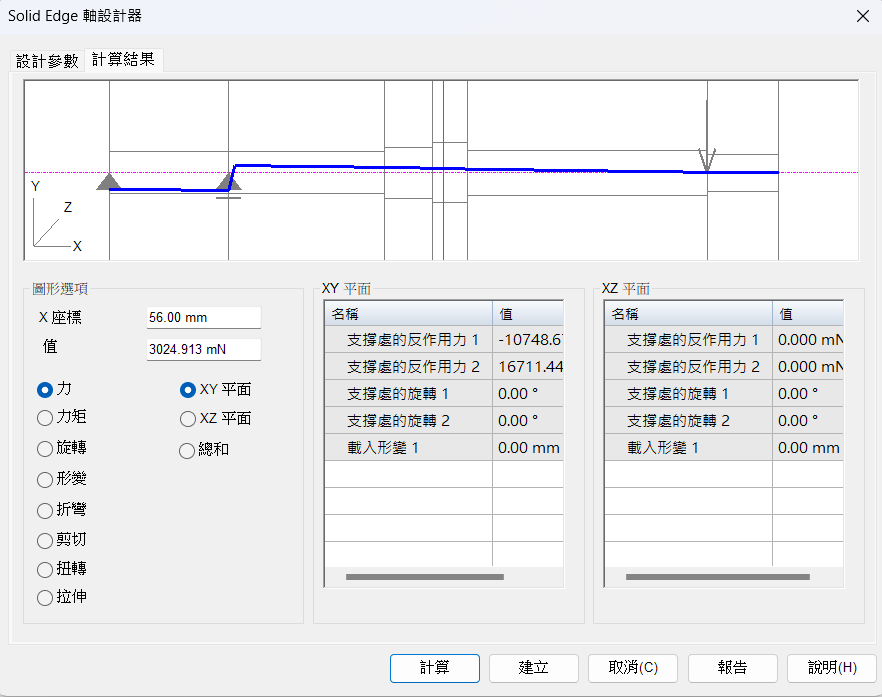 Solid Edge 軸設計器
設計參數 計算結果
Y
Z
X
圖形選項
X 座標 56.00 mm
值 3024.913 mN
力 XY 平面
力矩 XZ 平面
旋轉 總和
形變
折彎
剪切
扭轉
拉伸
XY 平面
名稱 值
支撐處的反作用力 1 -10748.6
支撐處的反作用力 2 16711.44
支撐處的旋轉 1 0.00 °
支撐處的旋轉 2 0.00 °
載入形變 1 0.00 mm
XZ 平面
名稱 值
支撐處的反作用力 1 0.000 mN
支撐處的反作用力 2 0.000 mN
支撐處的旋轉 1 0.00 °
支撐處的旋轉 2 0.00 °
載入形變 1 0.00 mm
計算 建立 取消(C) 報告 說明(H)